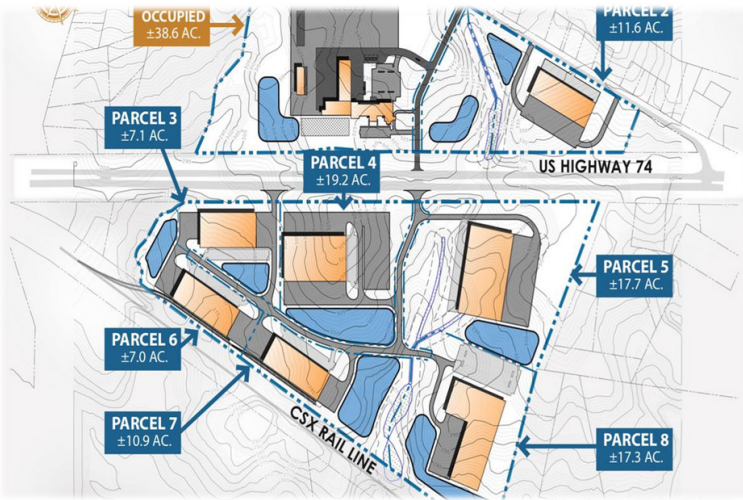 OCCUPIED
±38.6 AC.
PARCEL 2
±11.6 AC.
PARCEL 3
±7.1 AC.
PARCEL 4
±19.2 AC.
US HIGHWAY 74
PARCEL 5
±17.7 AC.
PARCEL 6
±7.0 AC.
PARCEL 7
±10.9 AC.
CSX RAIL LINE
PARCEL 8
±17.3 AC.